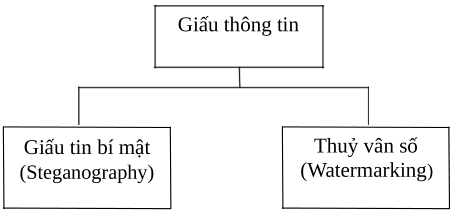 Giấu thông tin
Giấu tin bí mật
(Steganography)
Thuỷ vân số
(Watermarking)